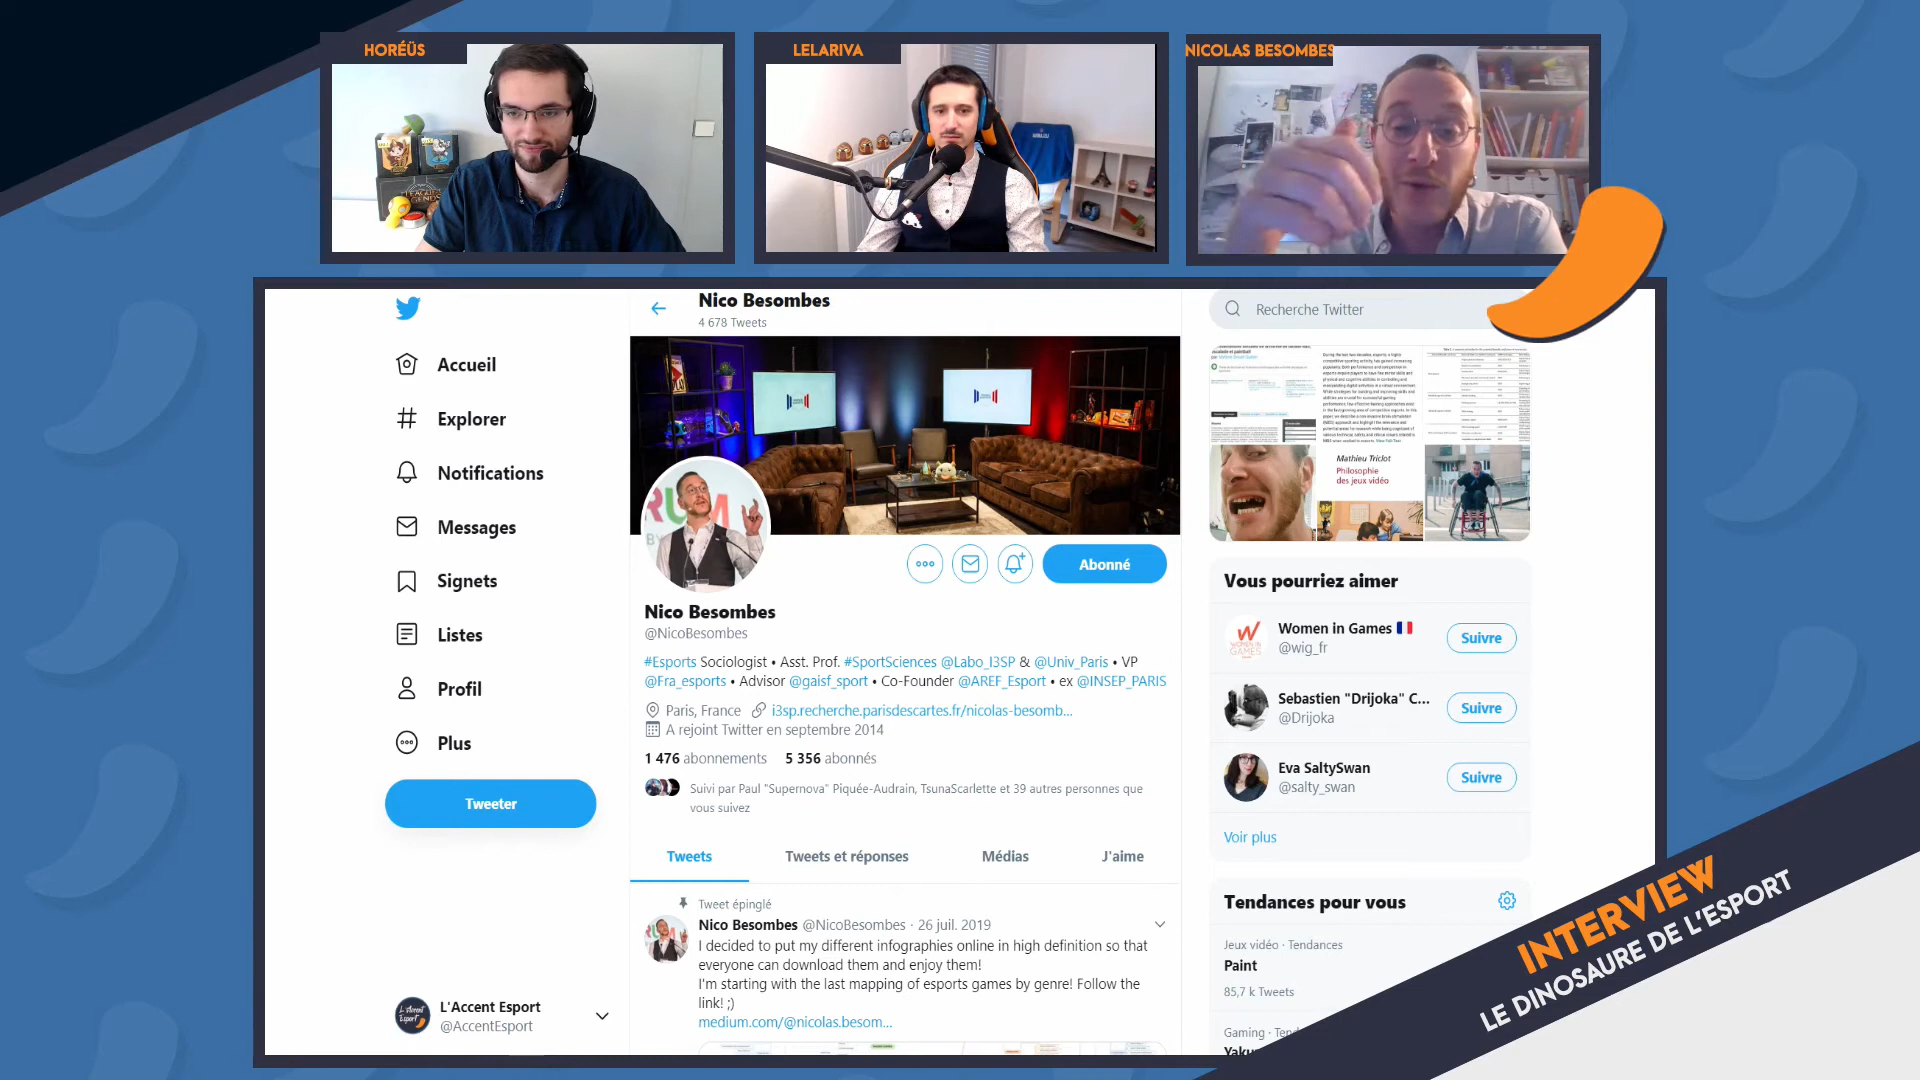 HORÉÜS
LELARIVA
NICOLAS BESOMBES
Nico Besombes
4 678 Tweets
Recherche Twitter
Accueil
Explorer
Notifications
Messages
Signets
Listes
Profil
Plus
Tweeter
L'Accent Esport
@AccentEsport
Abonné
Nico Besombes
@NicoBesombes
#Esports Sociologist • Asst. Prof. #SportSciences @Labo_I3SP & @Univ_Paris • VP
@Fra_esports • Advisor @gaisf_sport • Co-Founder @AREF_Esport • ex @INSEP_PARIS
Paris, France i3sp.recherche.parisdescartes.fr/nicolas-besomb...
A rejoint Twitter en septembre 2014
1 476 abonnements 5 356 abonnés
Suivi par Paul "Supernova" Piquée-Audrain, TsunaScarlette et 39 autres personnes que
vous suivez
Tweets
Tweets et réponses
Médias
J'aime
Tweet épinglé
Nico Besombes @NicoBesombes · 26 juil. 2019
I decided to put my different infographies online in high definition so that
everyone can download them and enjoy them!
I'm starting with the last mapping of esports games by genre! Follow the
link! ;)
medium.com/@nicolas.besom...
Mathieu Triclot
Philosophie
des jeux vidéo
Vous pourriez aimer
Women in Games
@wig_fr
Suivre
Sebastien "Drijoka" C...
@Drijoka
Suivre
Eva SaltySwan
@salty_swan
Suivre
Voir plus
Tendances pour vous
Jeux vidéo · Tendances
Paint
85,7 k Tweets
Gaming · Ten
Yaku
INTERVIEW
LE DINOSAURE DE L'ESPORT